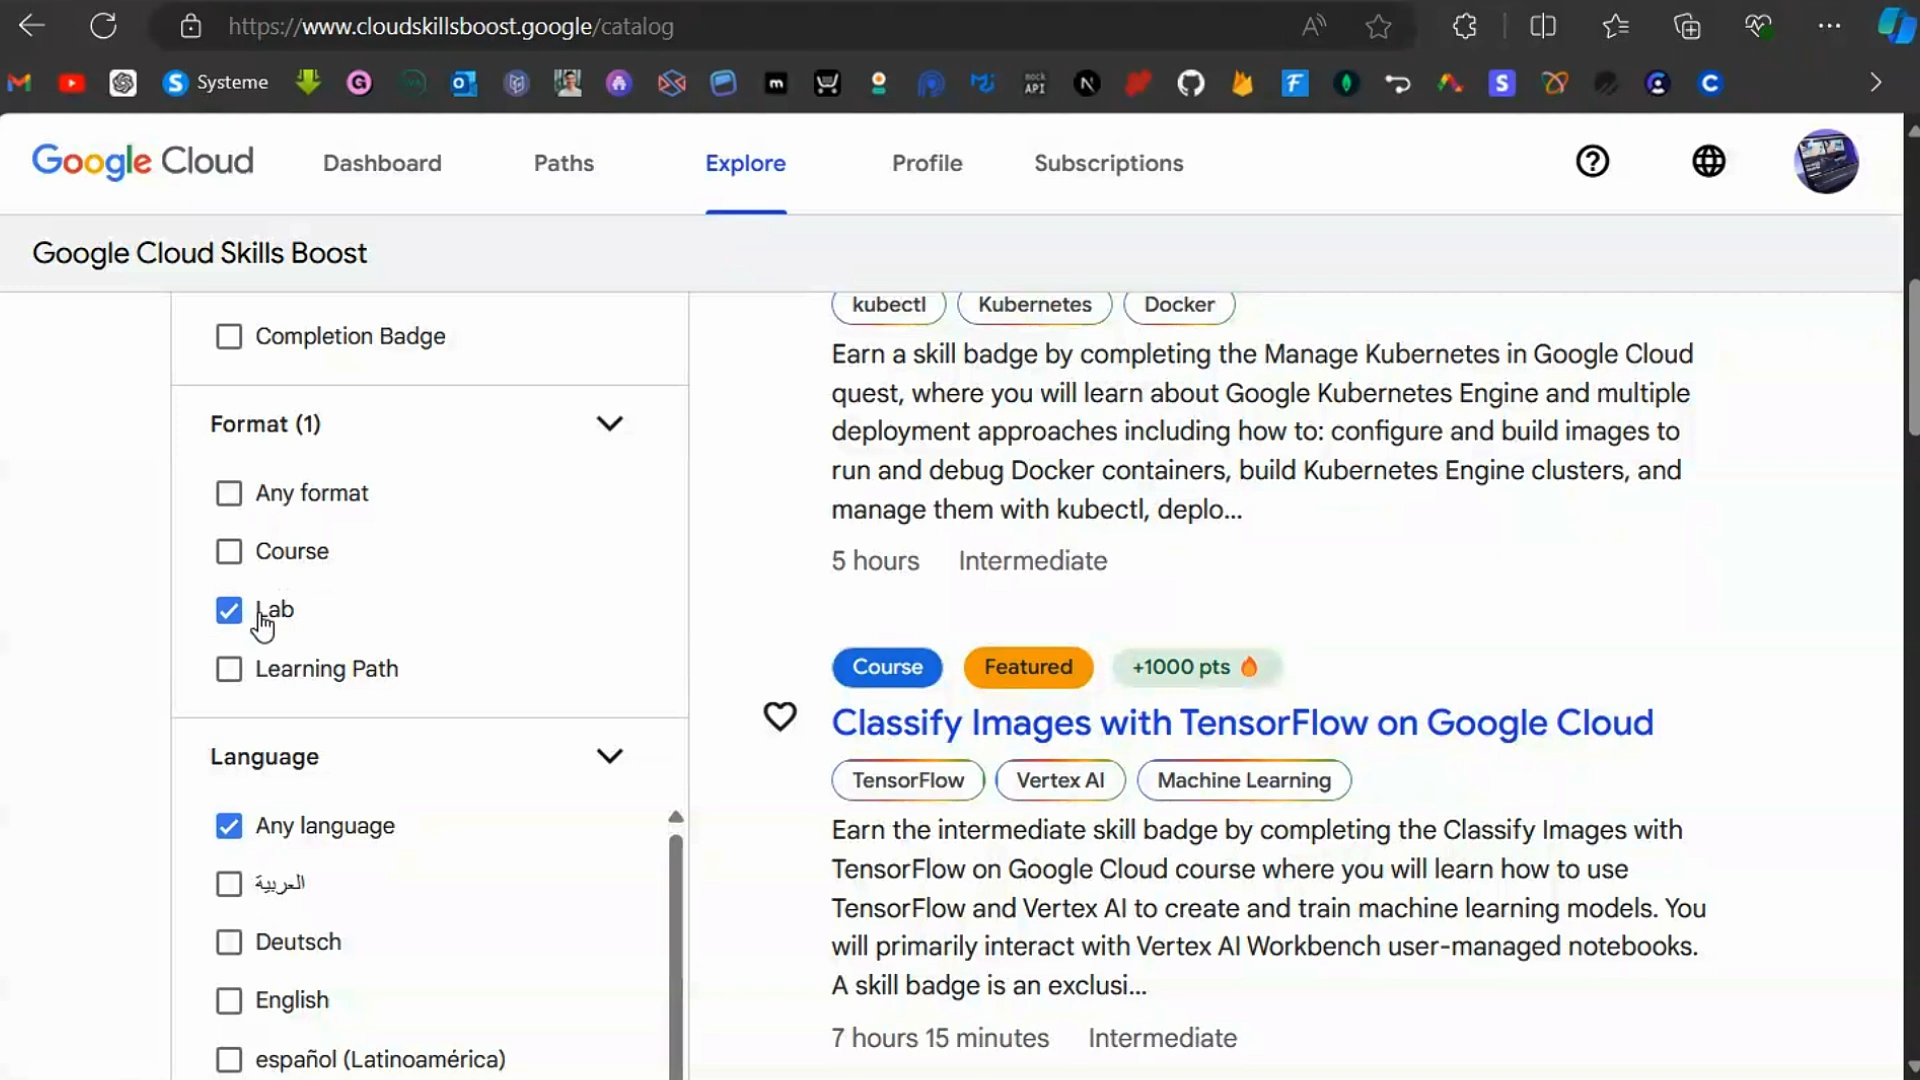 https://www.cloudskillsboost.google/catalog
Systeme
mock API
Google Cloud
Dashboard
Paths
Explore
Profile
Subscriptions
Google Cloud Skills Boost
Completion Badge
Format (1)
Any format
Course
Lab
Learning Path
Language
Any language
العربية
Deutsch
English
español (Latinoamérica)
kubectl
Kubernetes
Docker
Earn a skill badge by completing the Manage Kubernetes in Google Cloud
quest, where you will learn about Google Kubernetes Engine and multiple
deployment approaches including how to: configure and build images to
run and debug Docker containers, build Kubernetes Engine clusters, and
manage them with kubectl, deplo...
5 hours Intermediate
Course
Featured
+1000 pts
Classify Images with TensorFlow on Google Cloud
TensorFlow
Vertex AI
Machine Learning
Earn the intermediate skill badge by completing the Classify Images with
TensorFlow on Google Cloud course where you will learn how to use
TensorFlow and Vertex AI to create and train machine learning models. You
will primarily interact with Vertex AI Workbench user-managed notebooks.
A skill badge is an exclusi...
7 hours 15 minutes Intermediate